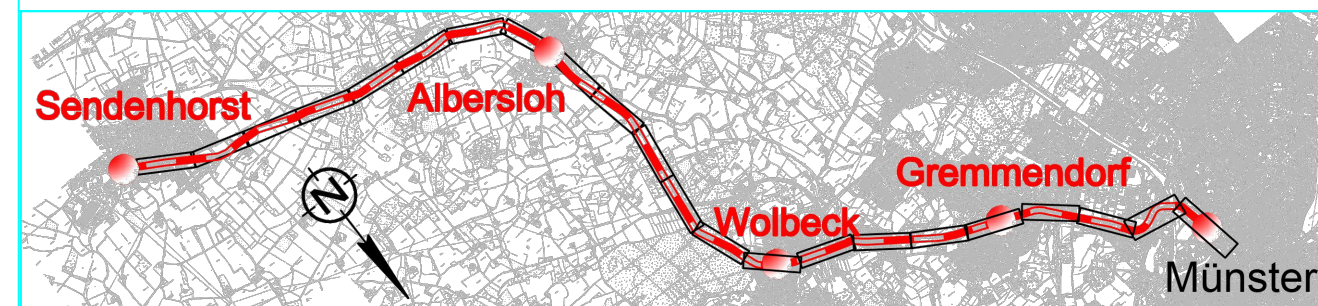 Sendenhorst
Albersloh
N
Wolbeck
Gremmendorf
Münster